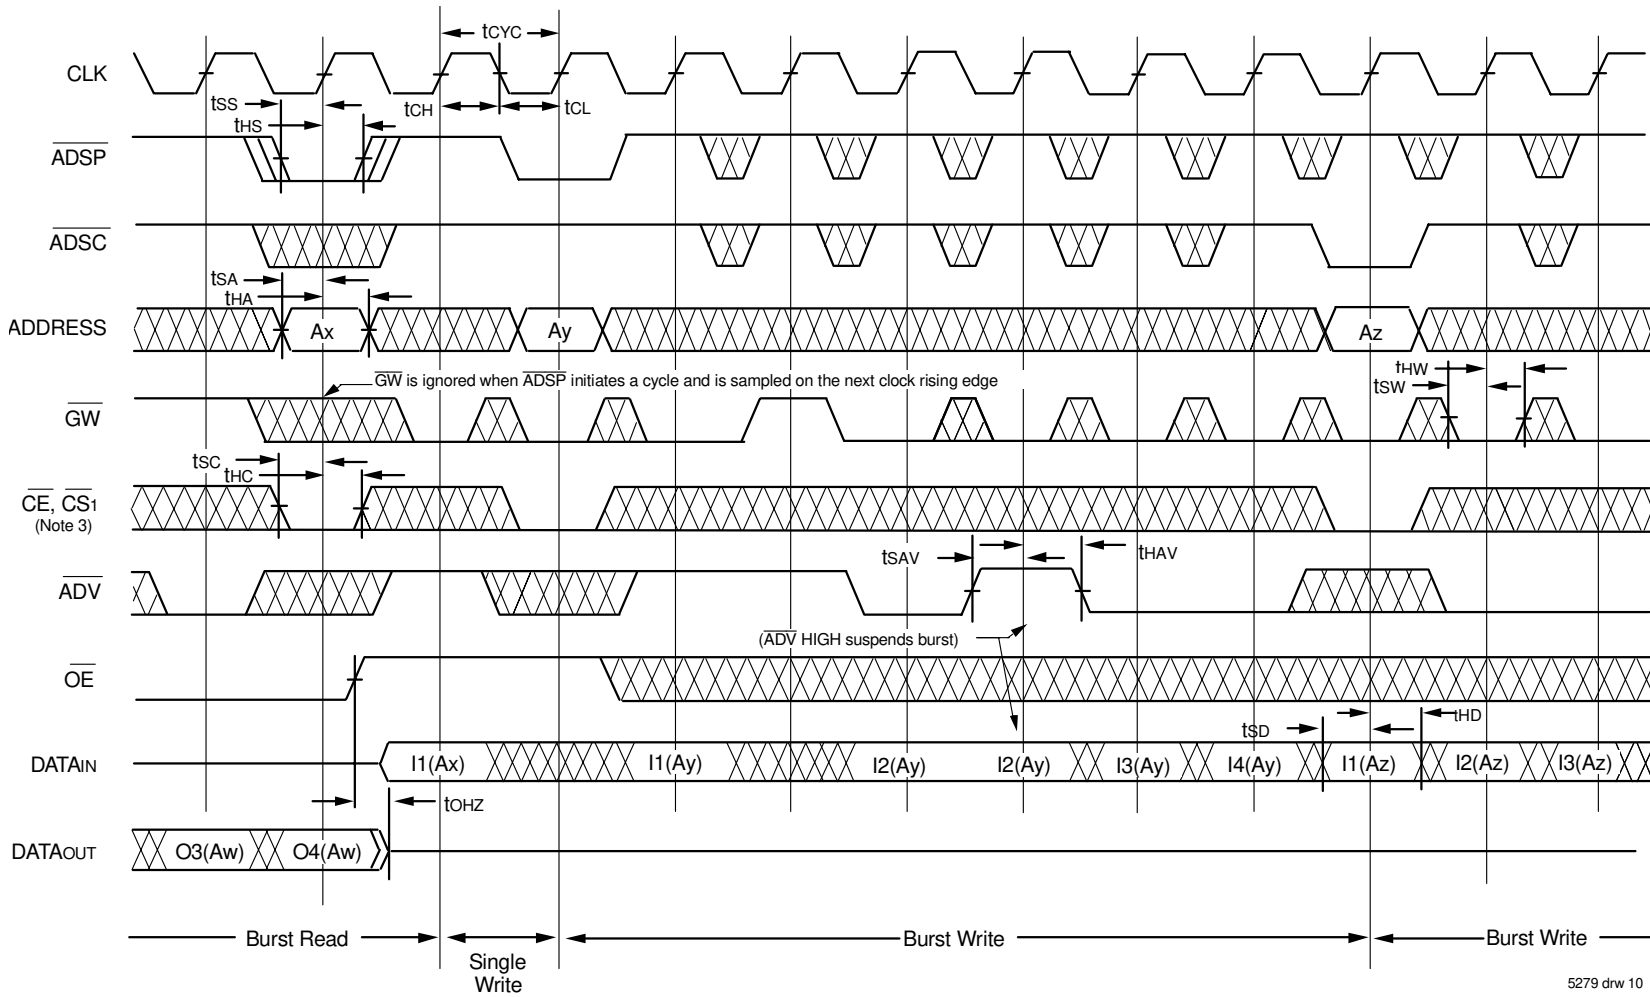 tCYC
CLK
tSS
tCH
tCL
tHS
ADSP
ADSC
tSA
tHA
ADDRESS
Ax
Ay
Az
GW is ignored when ADSP initiates a cycle and is sampled on the next clock rising edge
tHW
tSW
GW
tSC
tHC
CE, CS1
(Note 3)
tSAV
tHAV
ADV
(ADV HIGH suspends burst)
OE
tSD
tHD
DATAIN
I1(Ax)
I1(Ay)
I2(Ay)
I2(Ay)
I3(Ay)
I4(Ay)
I1(Az)
I2(Az)
I3(Az)
tOHZ
DATAOUT
O3(Aw)
O4(Aw)
Burst Read
Single
Write
Burst Write
Burst Write
5279 drw 10